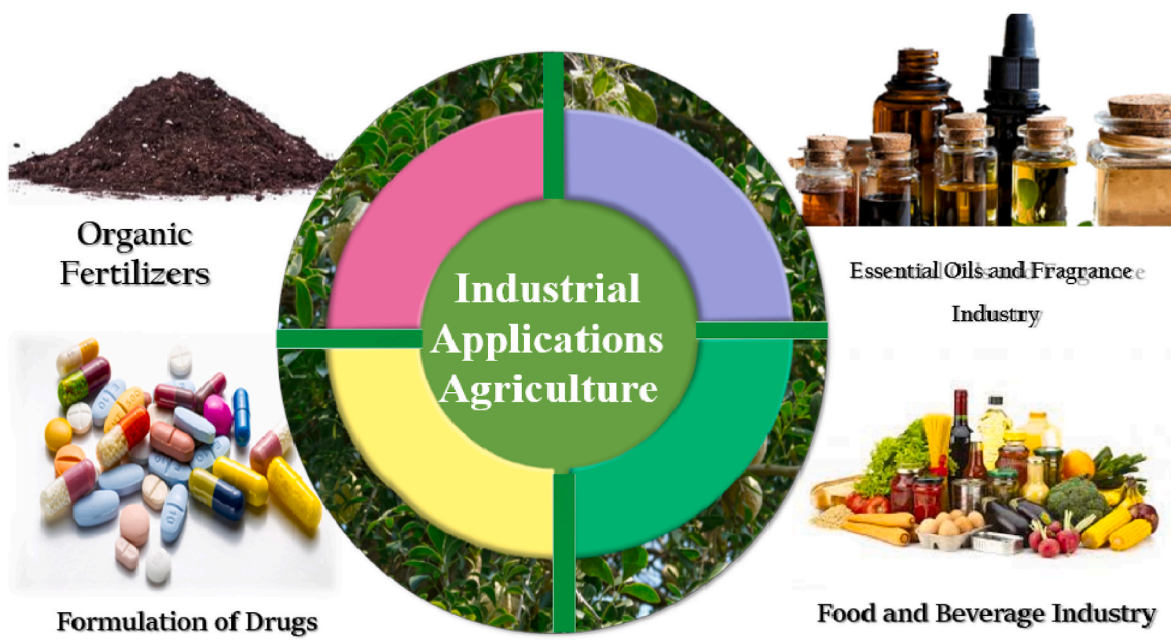 Organic
Fertilizers
Essential Oils and Fragrance
Industry
Industrial
Applications
Agriculture
Formulation of Drugs
Food and Beverage Industry